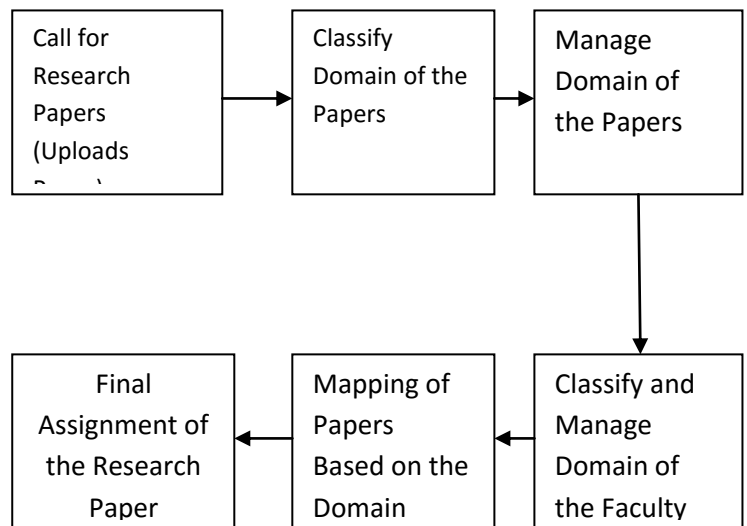 Call for
Research
Papers
(Uploads
Classify
Domain of the
Papers
Manage
Domain of
the Papers
Classify and
Manage
Domain of
the Faculty
Mapping of
Papers
Based on the
Domain
Final
Assignment of
the Research
Paper